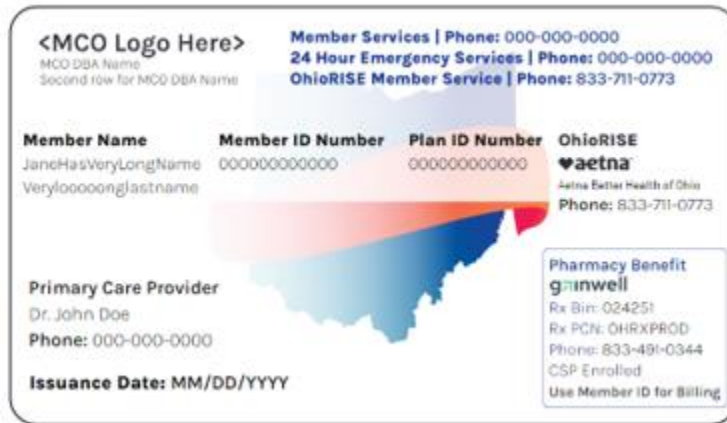 <MCO Logo Here>
MCO DBA Name
Second row for MCO DBA Name
Member Services | Phone: 000-000-0000
24 Hour Emergency Services | Phone: 000-000-0000
OhioRISE Member Service | Phone: 833-711-0773
Member Name
JaneHasVeryLongName
Verylooooonglastname
Member ID Number
000000000000
Plan ID Number
000000000000
OhioRISE
aetna
Aetna Better Health of Ohio
Phone: 833-711-0773
Primary Care Provider
Dr. John Doe
Phone: 000-000-0000
Issuance Date: MM/DD/YYYY
Pharmacy Benefit
gainwell
Rx Bin: 024251
Rx PCN: OHRXPROD
Phone: 833-491-0344
CSP Enrolled
Use Member ID for Billing